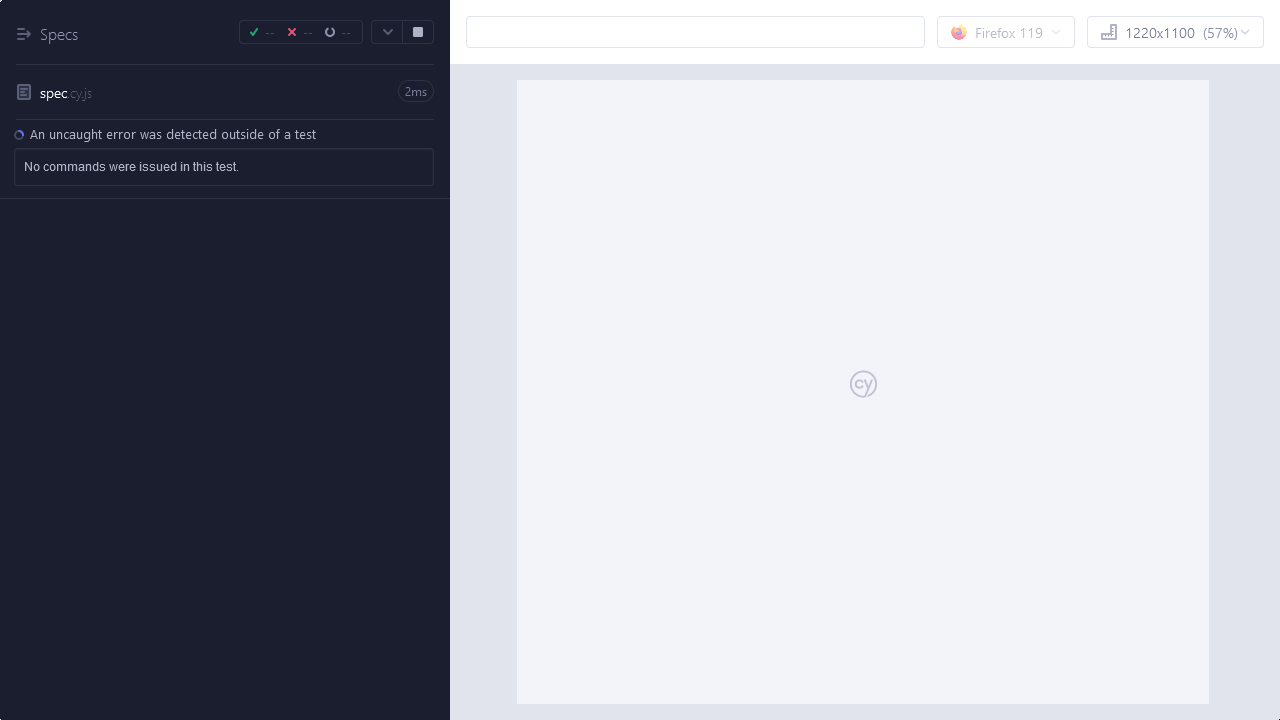 Specs
--
--
--
spec.cy.js
2ms
An uncaught error was detected outside of a test
No commands were issued in this test.
Firefox 119
1220x1100 (57%)
cy